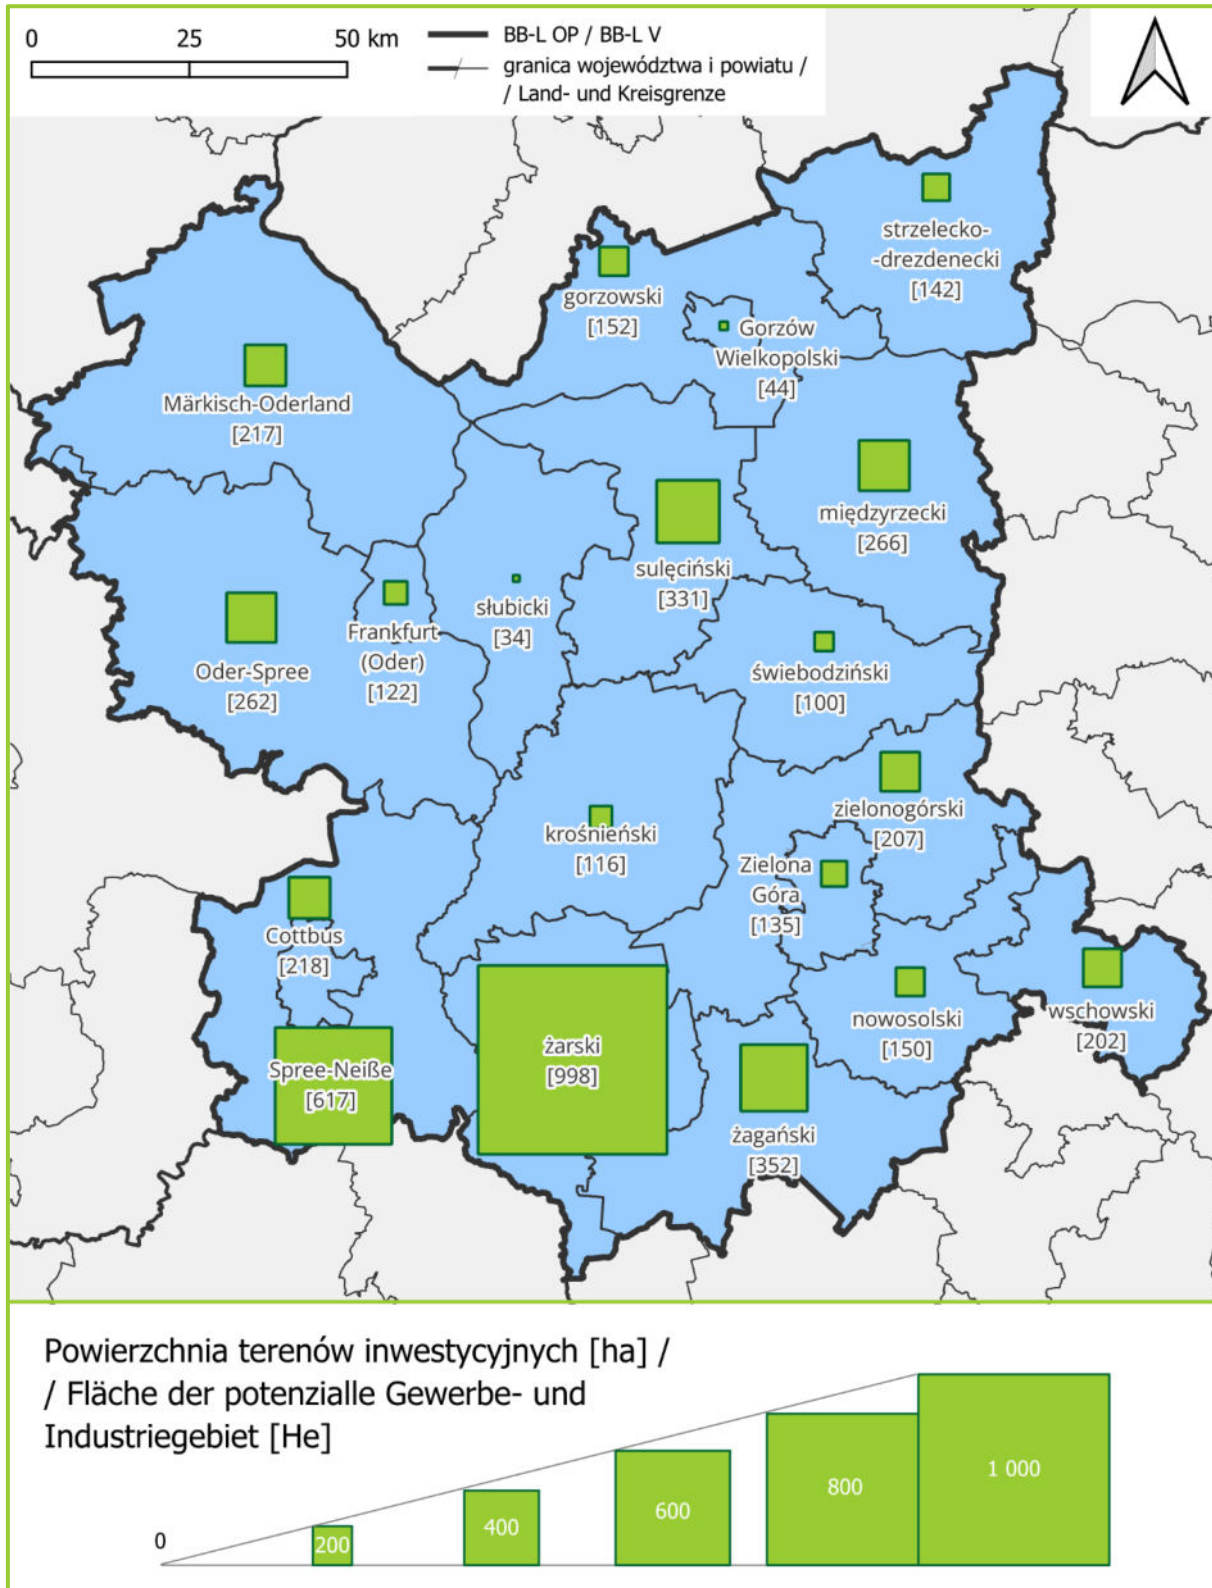 0 25 50 km
BB-L OP / BB-L V
granica województwa i powiatu /
/ Land- und Kreisgrenze
strzelecko-
-drezdenecki
[142]
gorzowski
[152]
Gorzów
Wielkopolski
[44]
Märkisch-Oderland
[217]
międzyrzecki
[266]
sulęciński
[331]
słubicki
[34]
Frankfurt
(Oder)
[122]
Oder-Spree
[262]
świebodziński
[100]
zielonogórski
[207]
krośnieński
[116]
Zielona
Góra
[135]
Cottbus
[218]
nowosolski
[150]
wschowski
[202]
żarski
[998]
Spree-Neiße
[617]
żagański
[352]
Powierzchnia terenów inwestycyjnych [ha] /
/ Fläche der potenzialle Gewerbe- und
Industriegebiet [He]
0
200
400
600
800
1 000